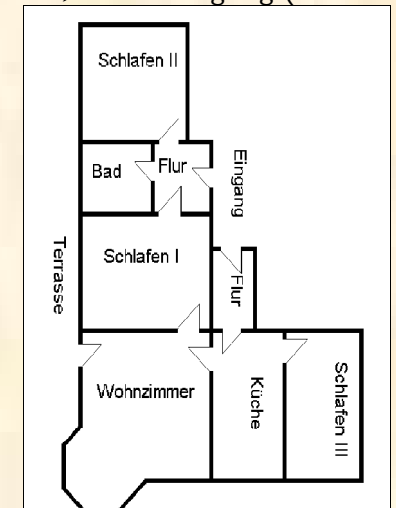 Schlafen II
Bad
Flur
Eingang
Terrasse
Schlafen I
Flur
Wohnzimmer
Küche
Schlafen III